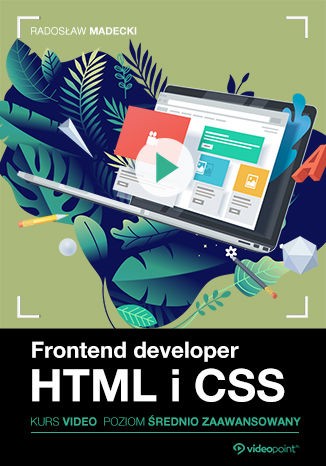 RADOSŁAW MADECKI
A
Frontend developer
HTML i CSS
KURS VIDEO POZIOM ŚREDNIO ZAAWANSOWANY
videopoint